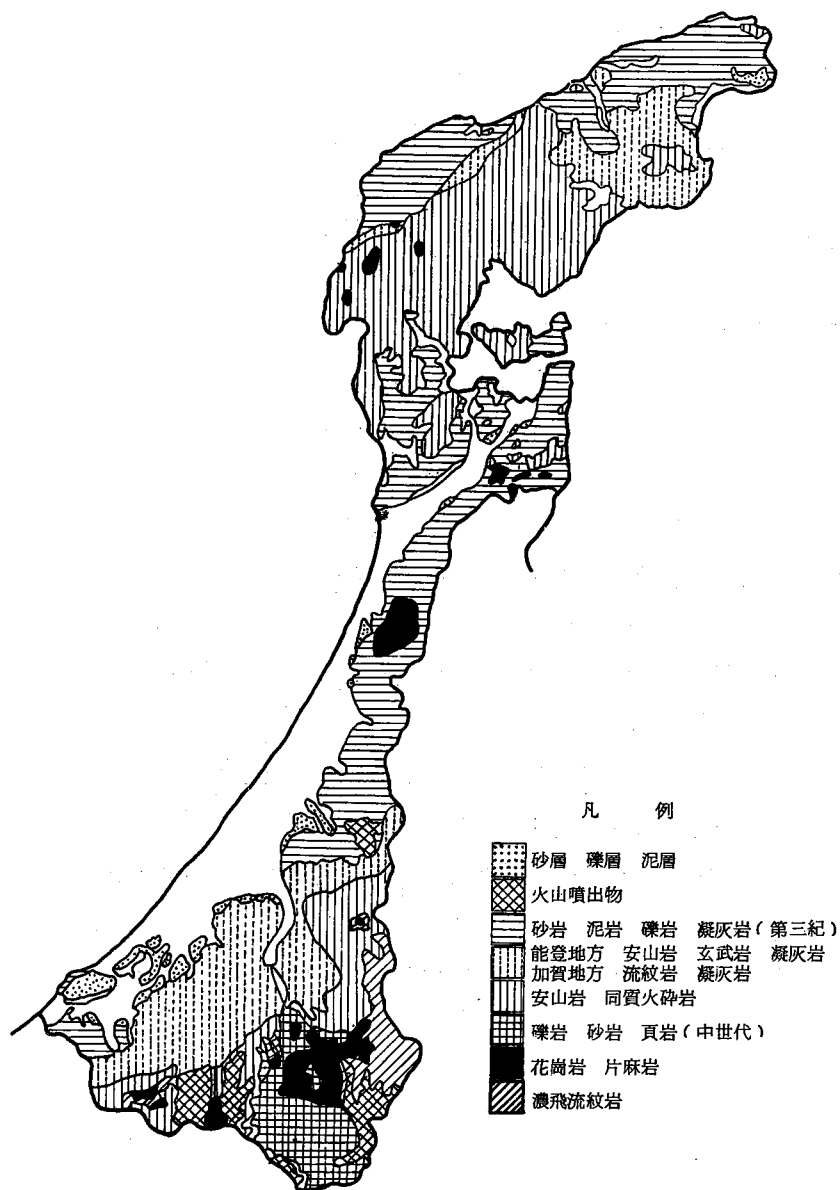 凡 例
砂層 礫層 泥層
火山噴出物
砂岩 泥岩 礫岩 凝灰岩(第三紀)
能登地方 安山岩 玄武岩 凝灰岩
加賀地方 流紋岩 凝灰岩
安山岩 同質火砕岩
礫岩 砂岩 頁岩(中世代)
花崗岩 片麻岩
濃飛流紋岩